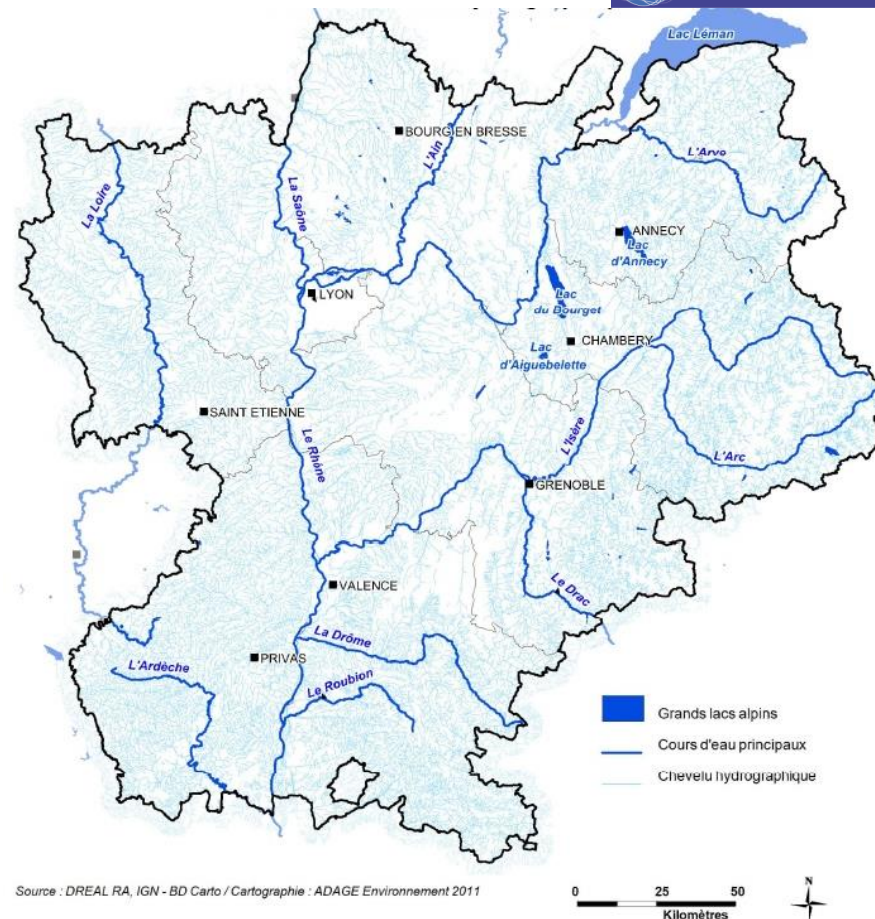 Lac Léman
BOURG EN BRESSE
L'Ain
L'Arve
La Loire
La Saône
ANNECY
Lac
d'Annecy
LYON
Lac
du Bourget
CHAMBERY
Lac
d'Aiguebelette
SAINT ETIENNE
Le Rhône
L'Isère
L'Arc
GRENOBLE
VALENCE
Le Drac
La Drôme
PRIVAS
L'Ardèche
Le Roubion
Grands lacs alpins
Cours d'eau principaux
Chevelu hydrographique
Source : DREAL RA, IGN - BD Carto / Cartographie : ADAGE Environnement 2011
0 25 50
Kilomètres
N